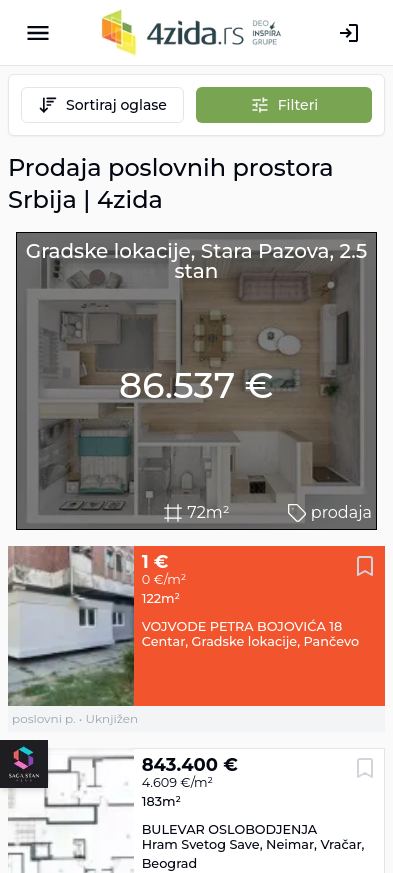 4zida.rs
DEO
INSPIRA
GRUPE
Sortiraj oglase
Filteri
Prodaja poslovnih prostora
Srbija | 4zida
Gradske lokacije, Stara Pazova, 2.5
stan
86.537 €
72m²
prodaja
1 €
0 €/m²
122m²
VOJVODE PETRA BOJOVIĆA 18
Centar, Gradske lokacije, Pančevo
poslovni p. • Uknjižen
SAGA STAN
843.400 €
4.609 €/m²
183m²
BULEVAR OSLOBODJENJA
Hram Svetog Save, Neimar, Vračar,
Beograd